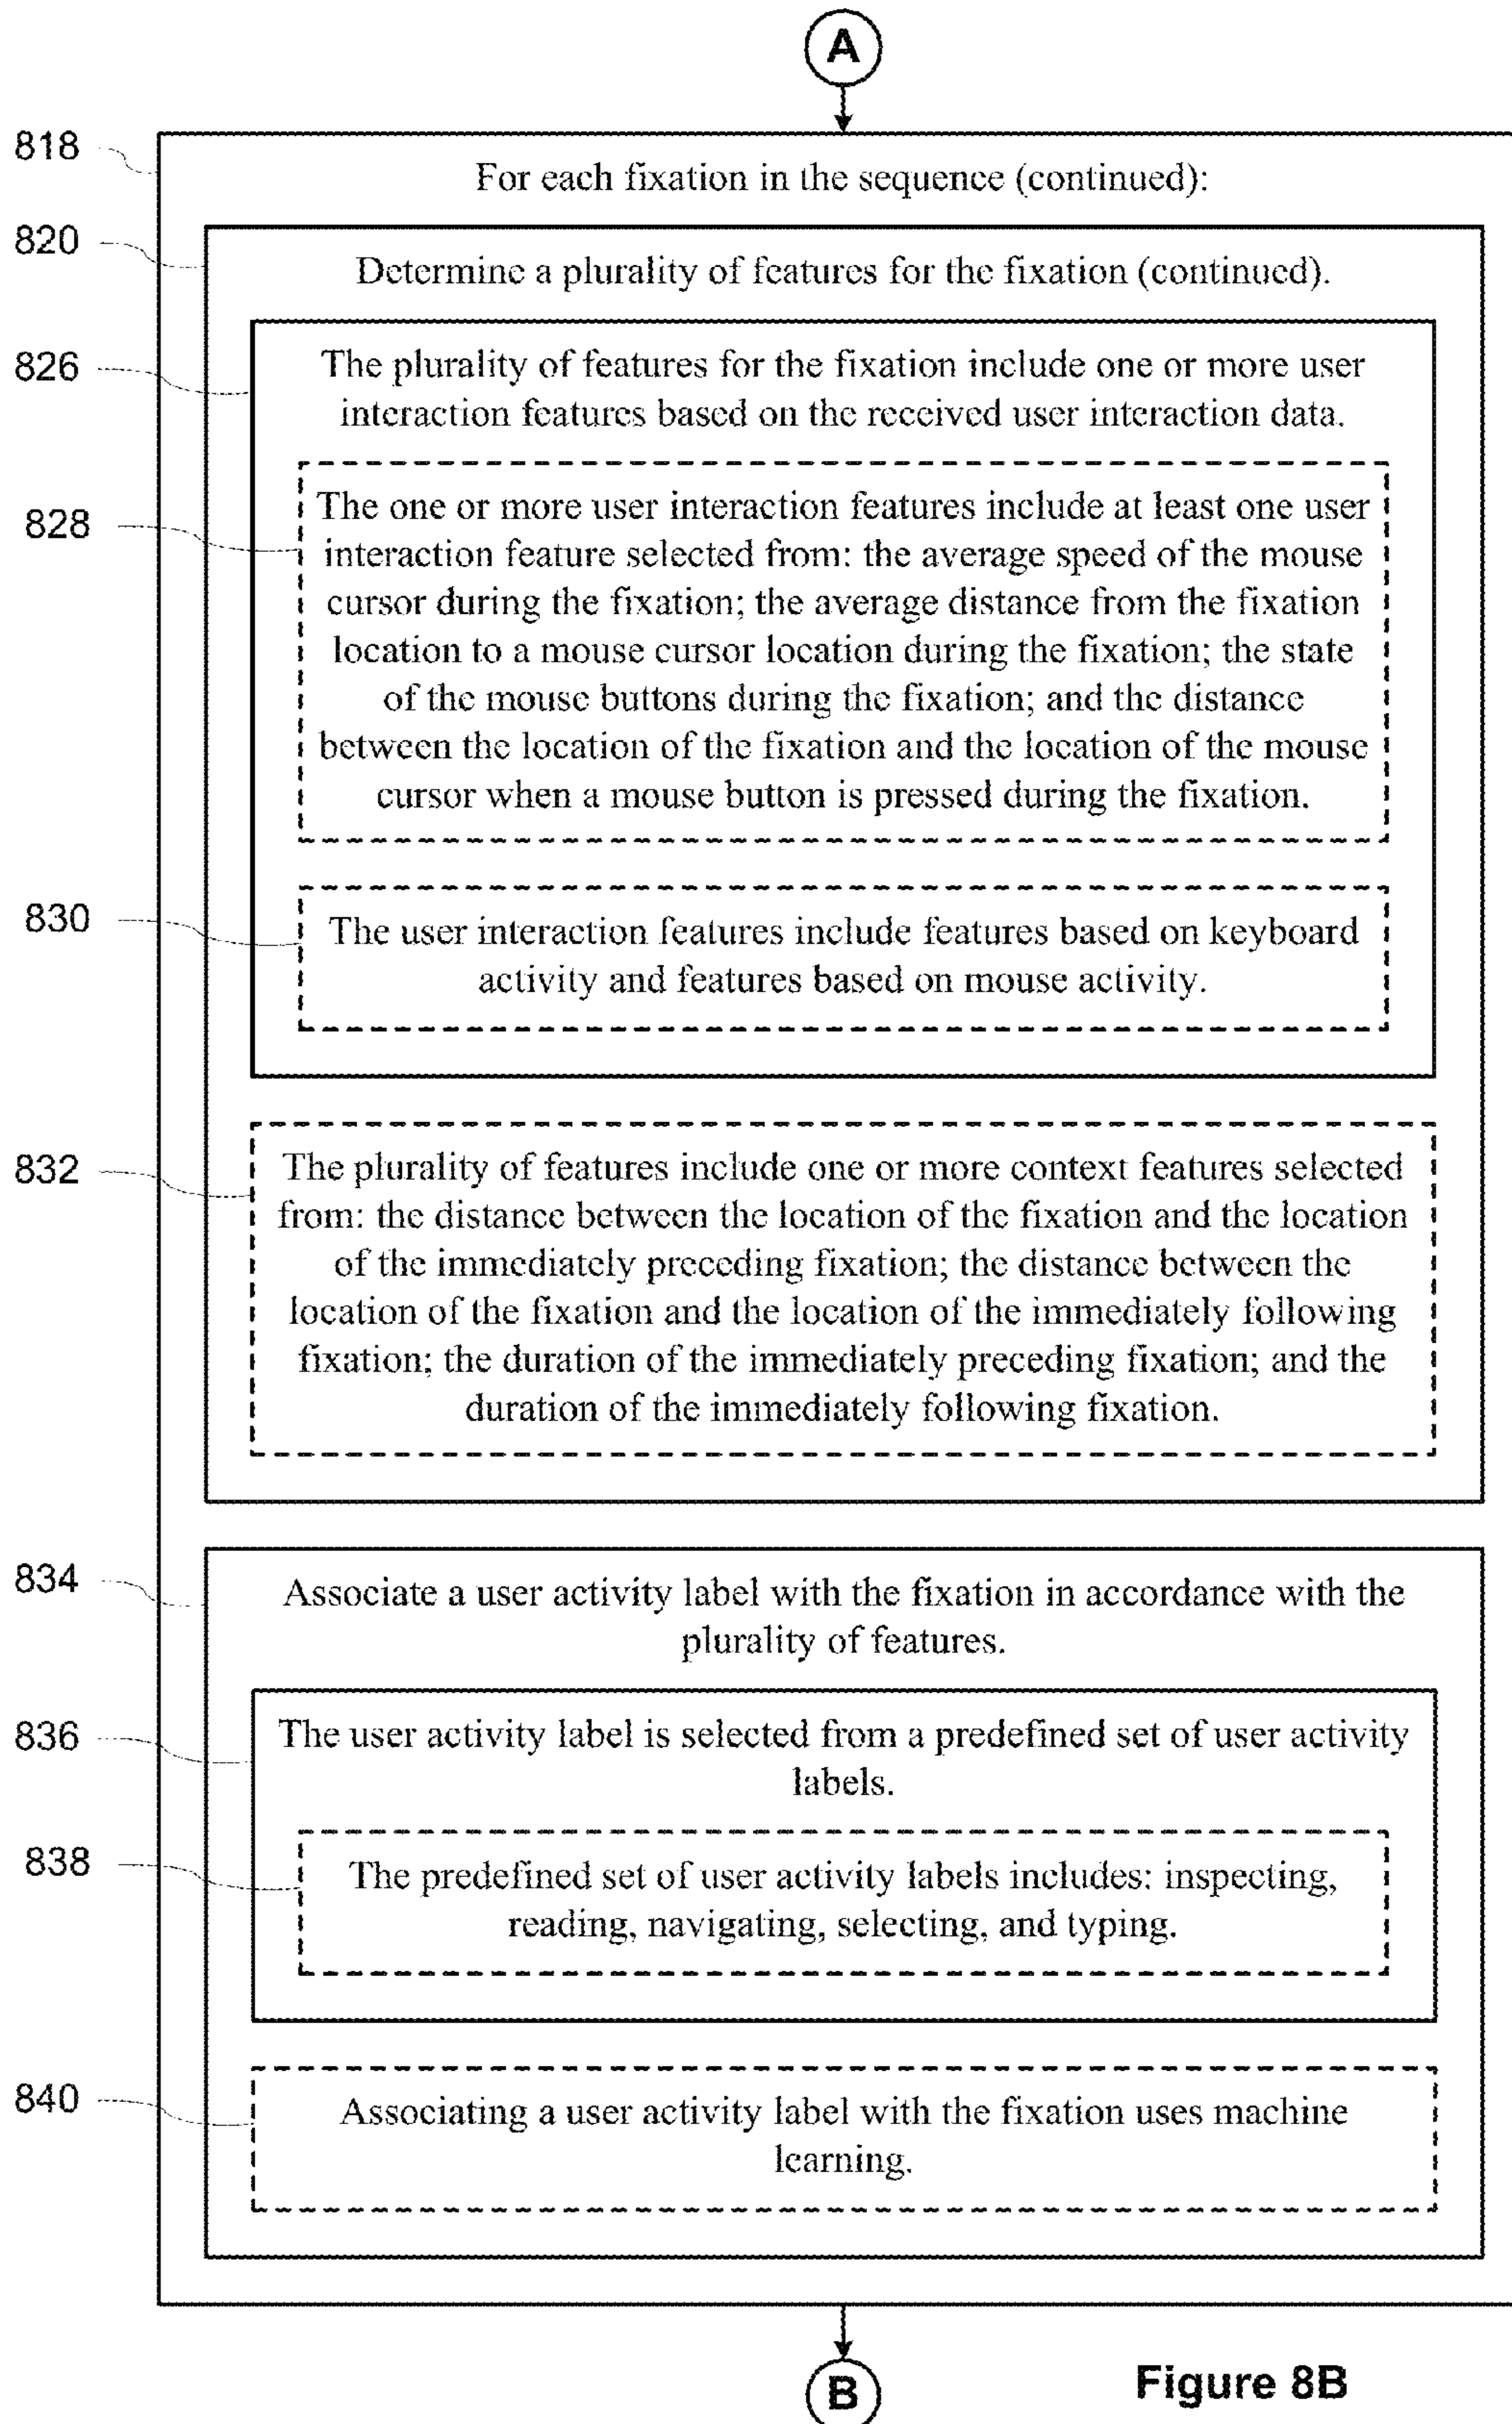 A
818
For each fixation in the sequence (continued):
820
Determine a plurality of features for the fixation (continued).
826
The plurality of features for the fixation include one or more user
interaction features based on the received user interaction data.
828
The one or more user interaction features include at least one user
interaction feature selected from: the average speed of the mouse
cursor during the fixation; the average distance from the fixation
location to a mouse cursor location during the fixation; the state
of the mouse buttons during the fixation; and the distance
between the location of the fixation and the location of the mouse
cursor when a mouse button is pressed during the fixation.
830
The user interaction features include features based on keyboard
activity and features based on mouse activity.
832
The plurality of features include one or more context features selected
from: the distance between the location of the fixation and the location
of the immediately preceding fixation; the distance between the
location of the fixation and the location of the immediately following
fixation; the duration of the immediately preceding fixation; and the
duration of the immediately following fixation.
834
Associate a user activity label with the fixation in accordance with the
plurality of features.
836
The user activity label is selected from a predefined set of user activity
labels.
838
The predefined set of user activity labels includes: inspecting,
reading, navigating, selecting, and typing.
840
Associating a user activity label with the fixation uses machine
learning.
B
Figure 8B